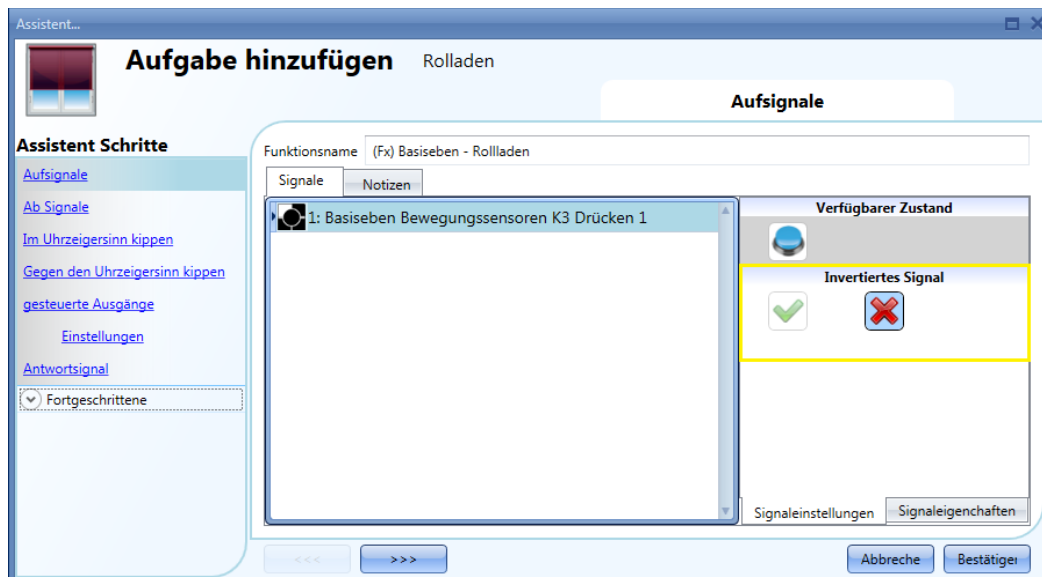 Assistent...
Aufgabe hinzufügen Rolladen
Aufsignale
Assistent Schritte
Aufsignale
Ab Signale
Im Uhrzeigersinn kippen
Gegen den Uhrzeigersinn kippen
gesteuerte Ausgänge
Einstellungen
Antwortsignal
Fortgeschrittene
Funktionsname (Fx) Basiseben - Rollladen
Signale Notizen
1: Basiseben Bewegungssensoren K3 Drücken 1
Verfügbarer Zustand
Invertiertes Signal
Signaleinstellungen Signaleigenchaften
<<< >>> Abbreche Bestätiger